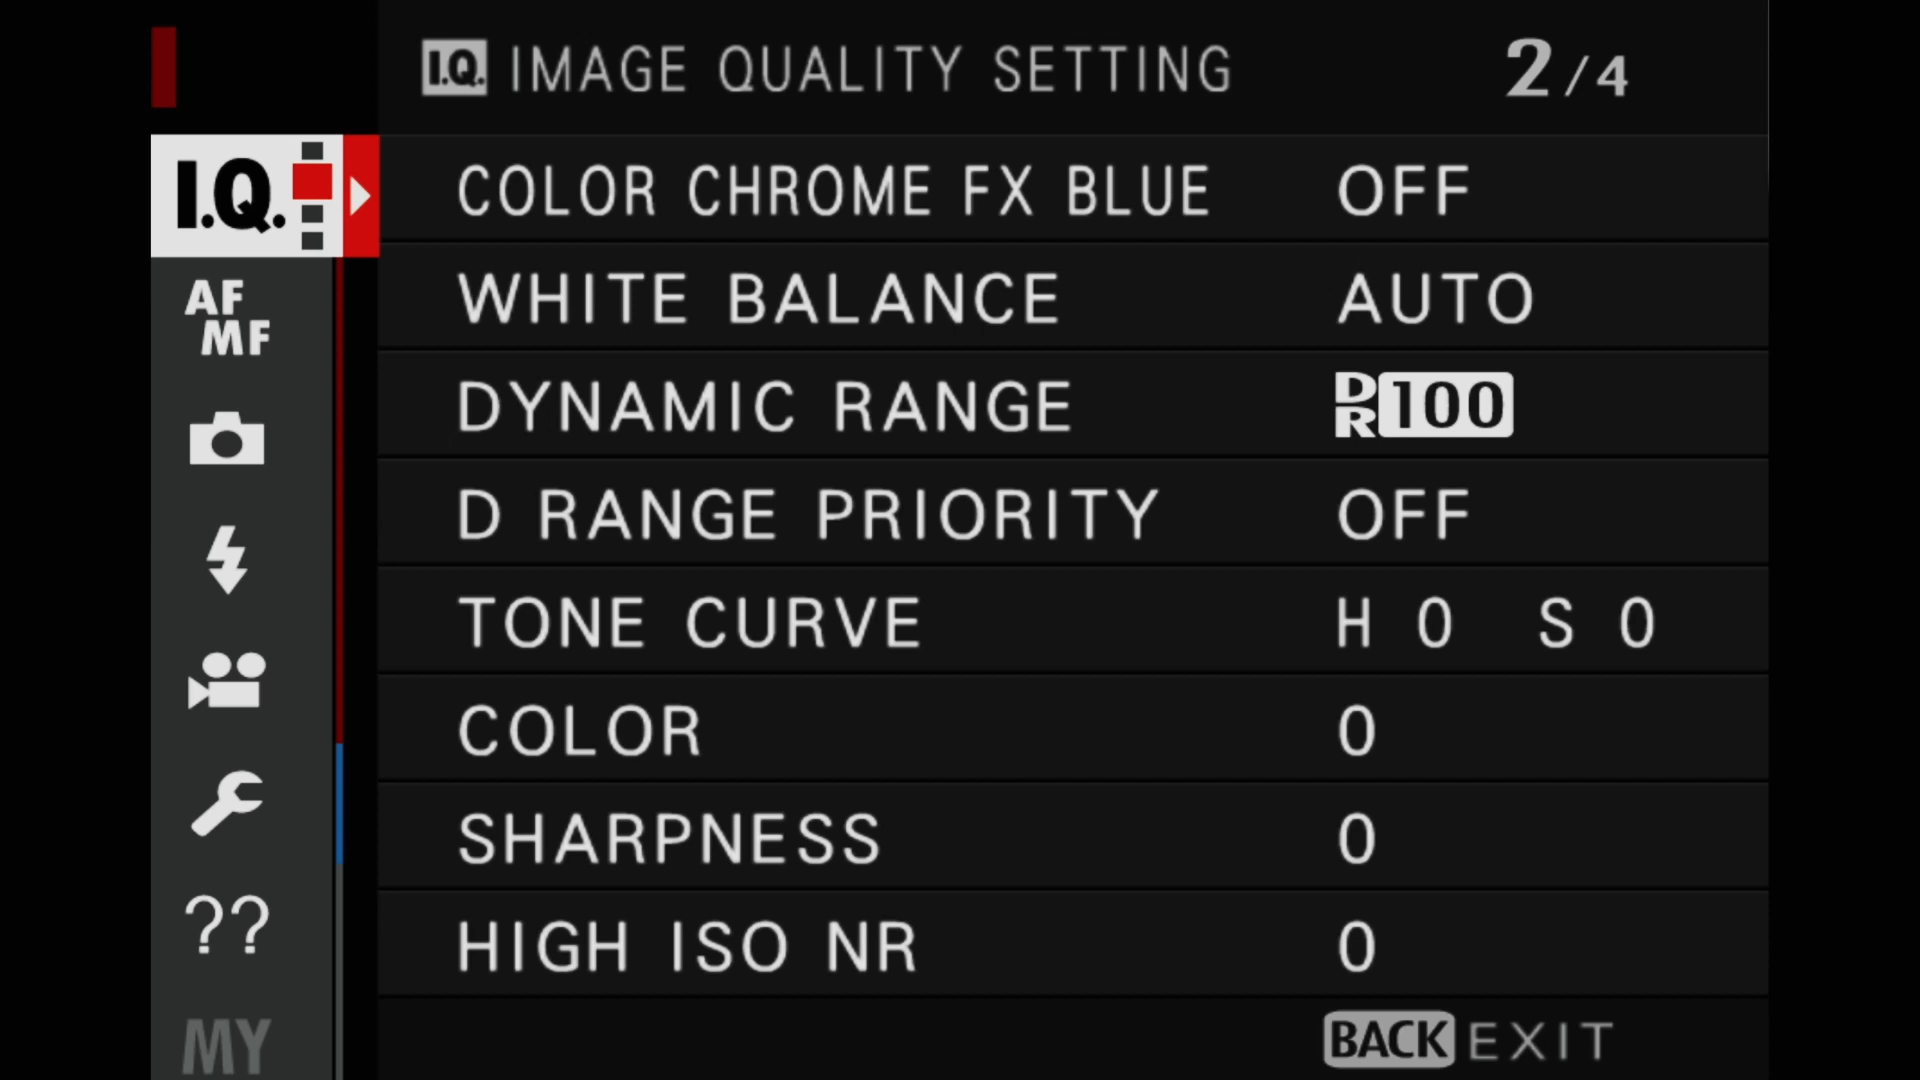 I.Q. IMAGE QUALITY SETTING 2/4
I.Q.
COLOR CHROME FX BLUE OFF
WHITE BALANCE AUTO
AF
MF
DYNAMIC RANGE DR100
D RANGE PRIORITY OFF
TONE CURVE H 0 S 0
COLOR 0
SHARPNESS 0
??
HIGH ISO NR 0
MY
BACK EXIT